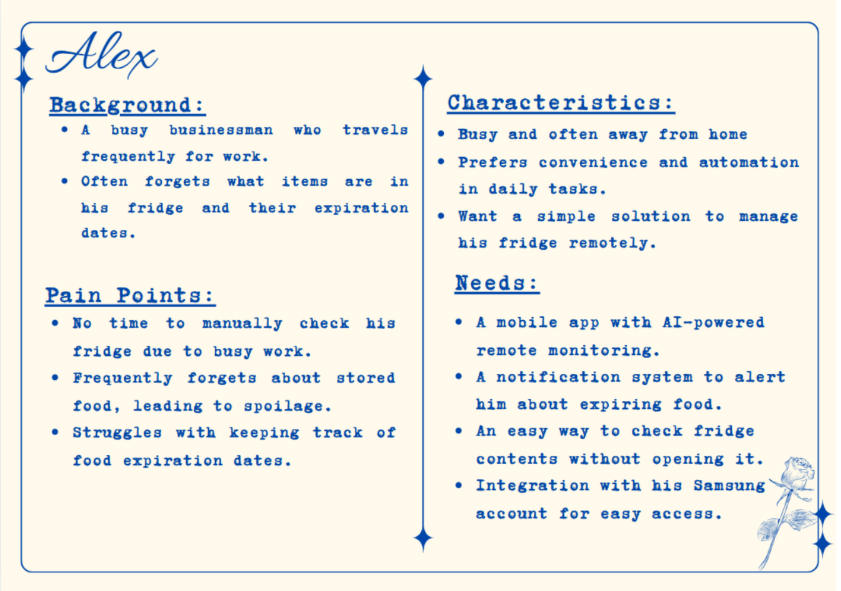 Alex
Background:
• A busy businessman who travels
frequently for work.
• Often forgets what items are in
his fridge and their expiration
dates.
Pain Points:
• No time to manually check his
fridge due to busy work.
• Frequently forgets about stored
food, leading to spoilage.
• Struggles with keeping track of
food expiration dates.
Characteristics:
• Busy and often away from home
• Prefers convenience and automation
in daily tasks.
• Want a simple solution to manage
his fridge remotely.
Needs:
• A mobile app with AI-powered
remote monitoring.
• A notification system to alert
him about expiring food.
• An easy way to check fridge
contents without opening it.
• Integration with his Samsung
account for easy access.